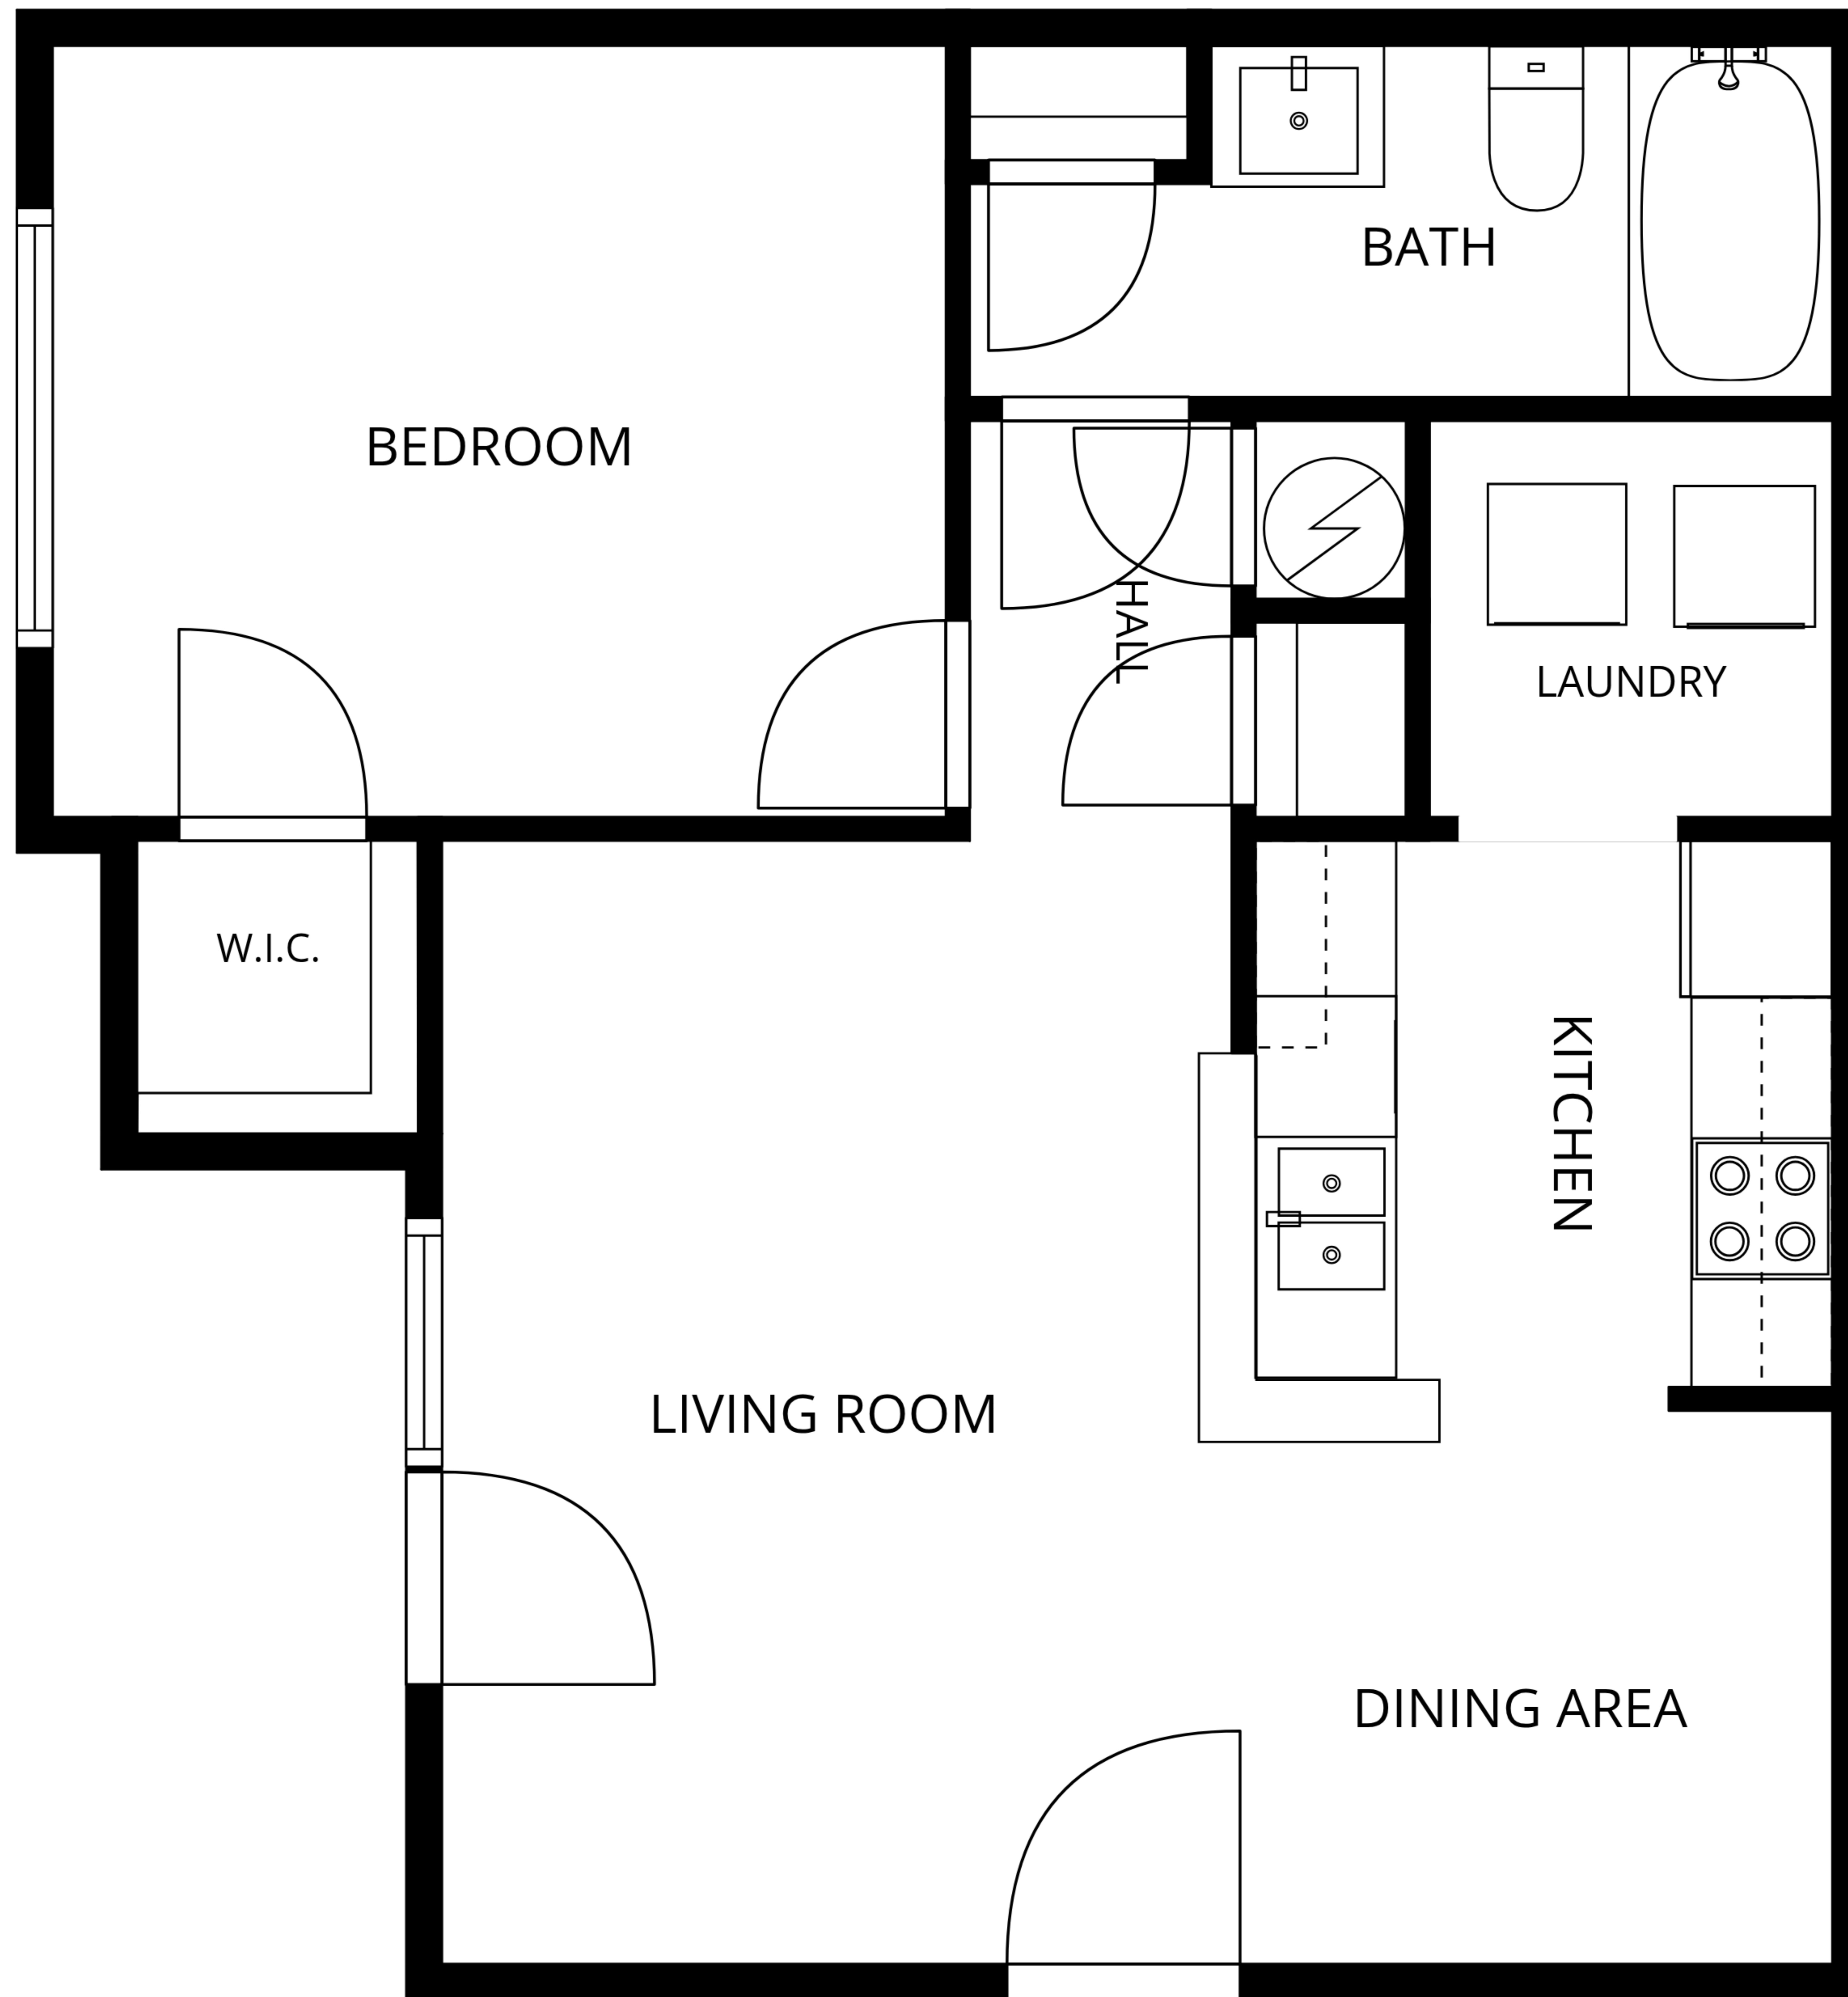 BATH
BEDROOM
HALL
LAUNDRY
W.I.C.
KITCHEN
LIVING ROOM
DINING AREA